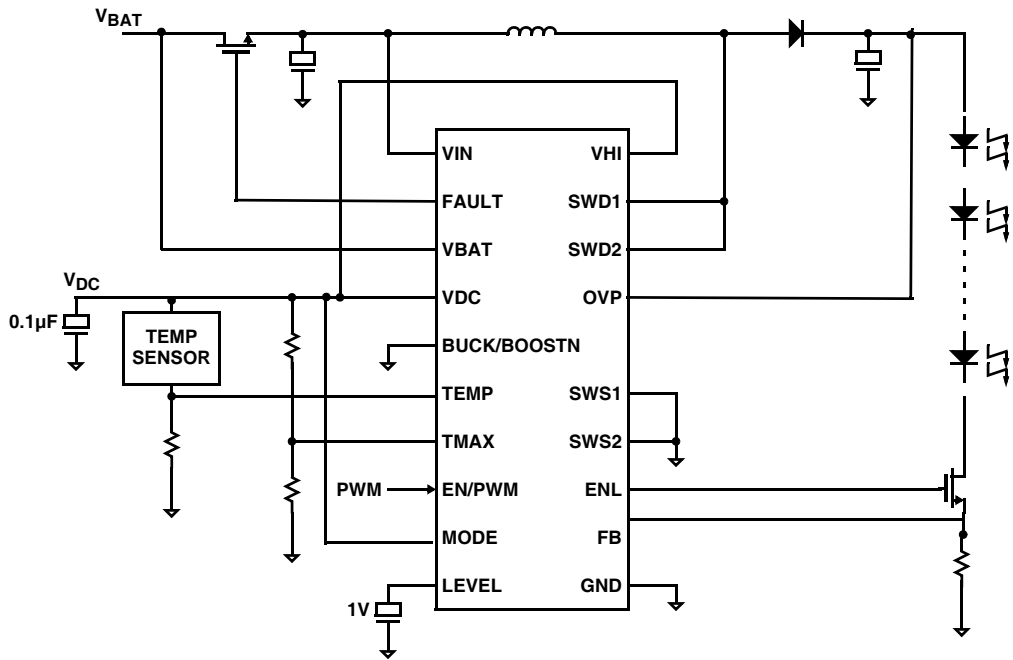 VBAT
VIN
VHI
FAULT
SWD1
VBAT
SWD2
VDC
VDC
OVP
0.1µF
TEMP
SENSOR
BUCK/BOOSTN
TEMP
SWS1
TMAX
SWS2
PWM
EN/PWM
ENL
MODE
FB
LEVEL
GND
1V